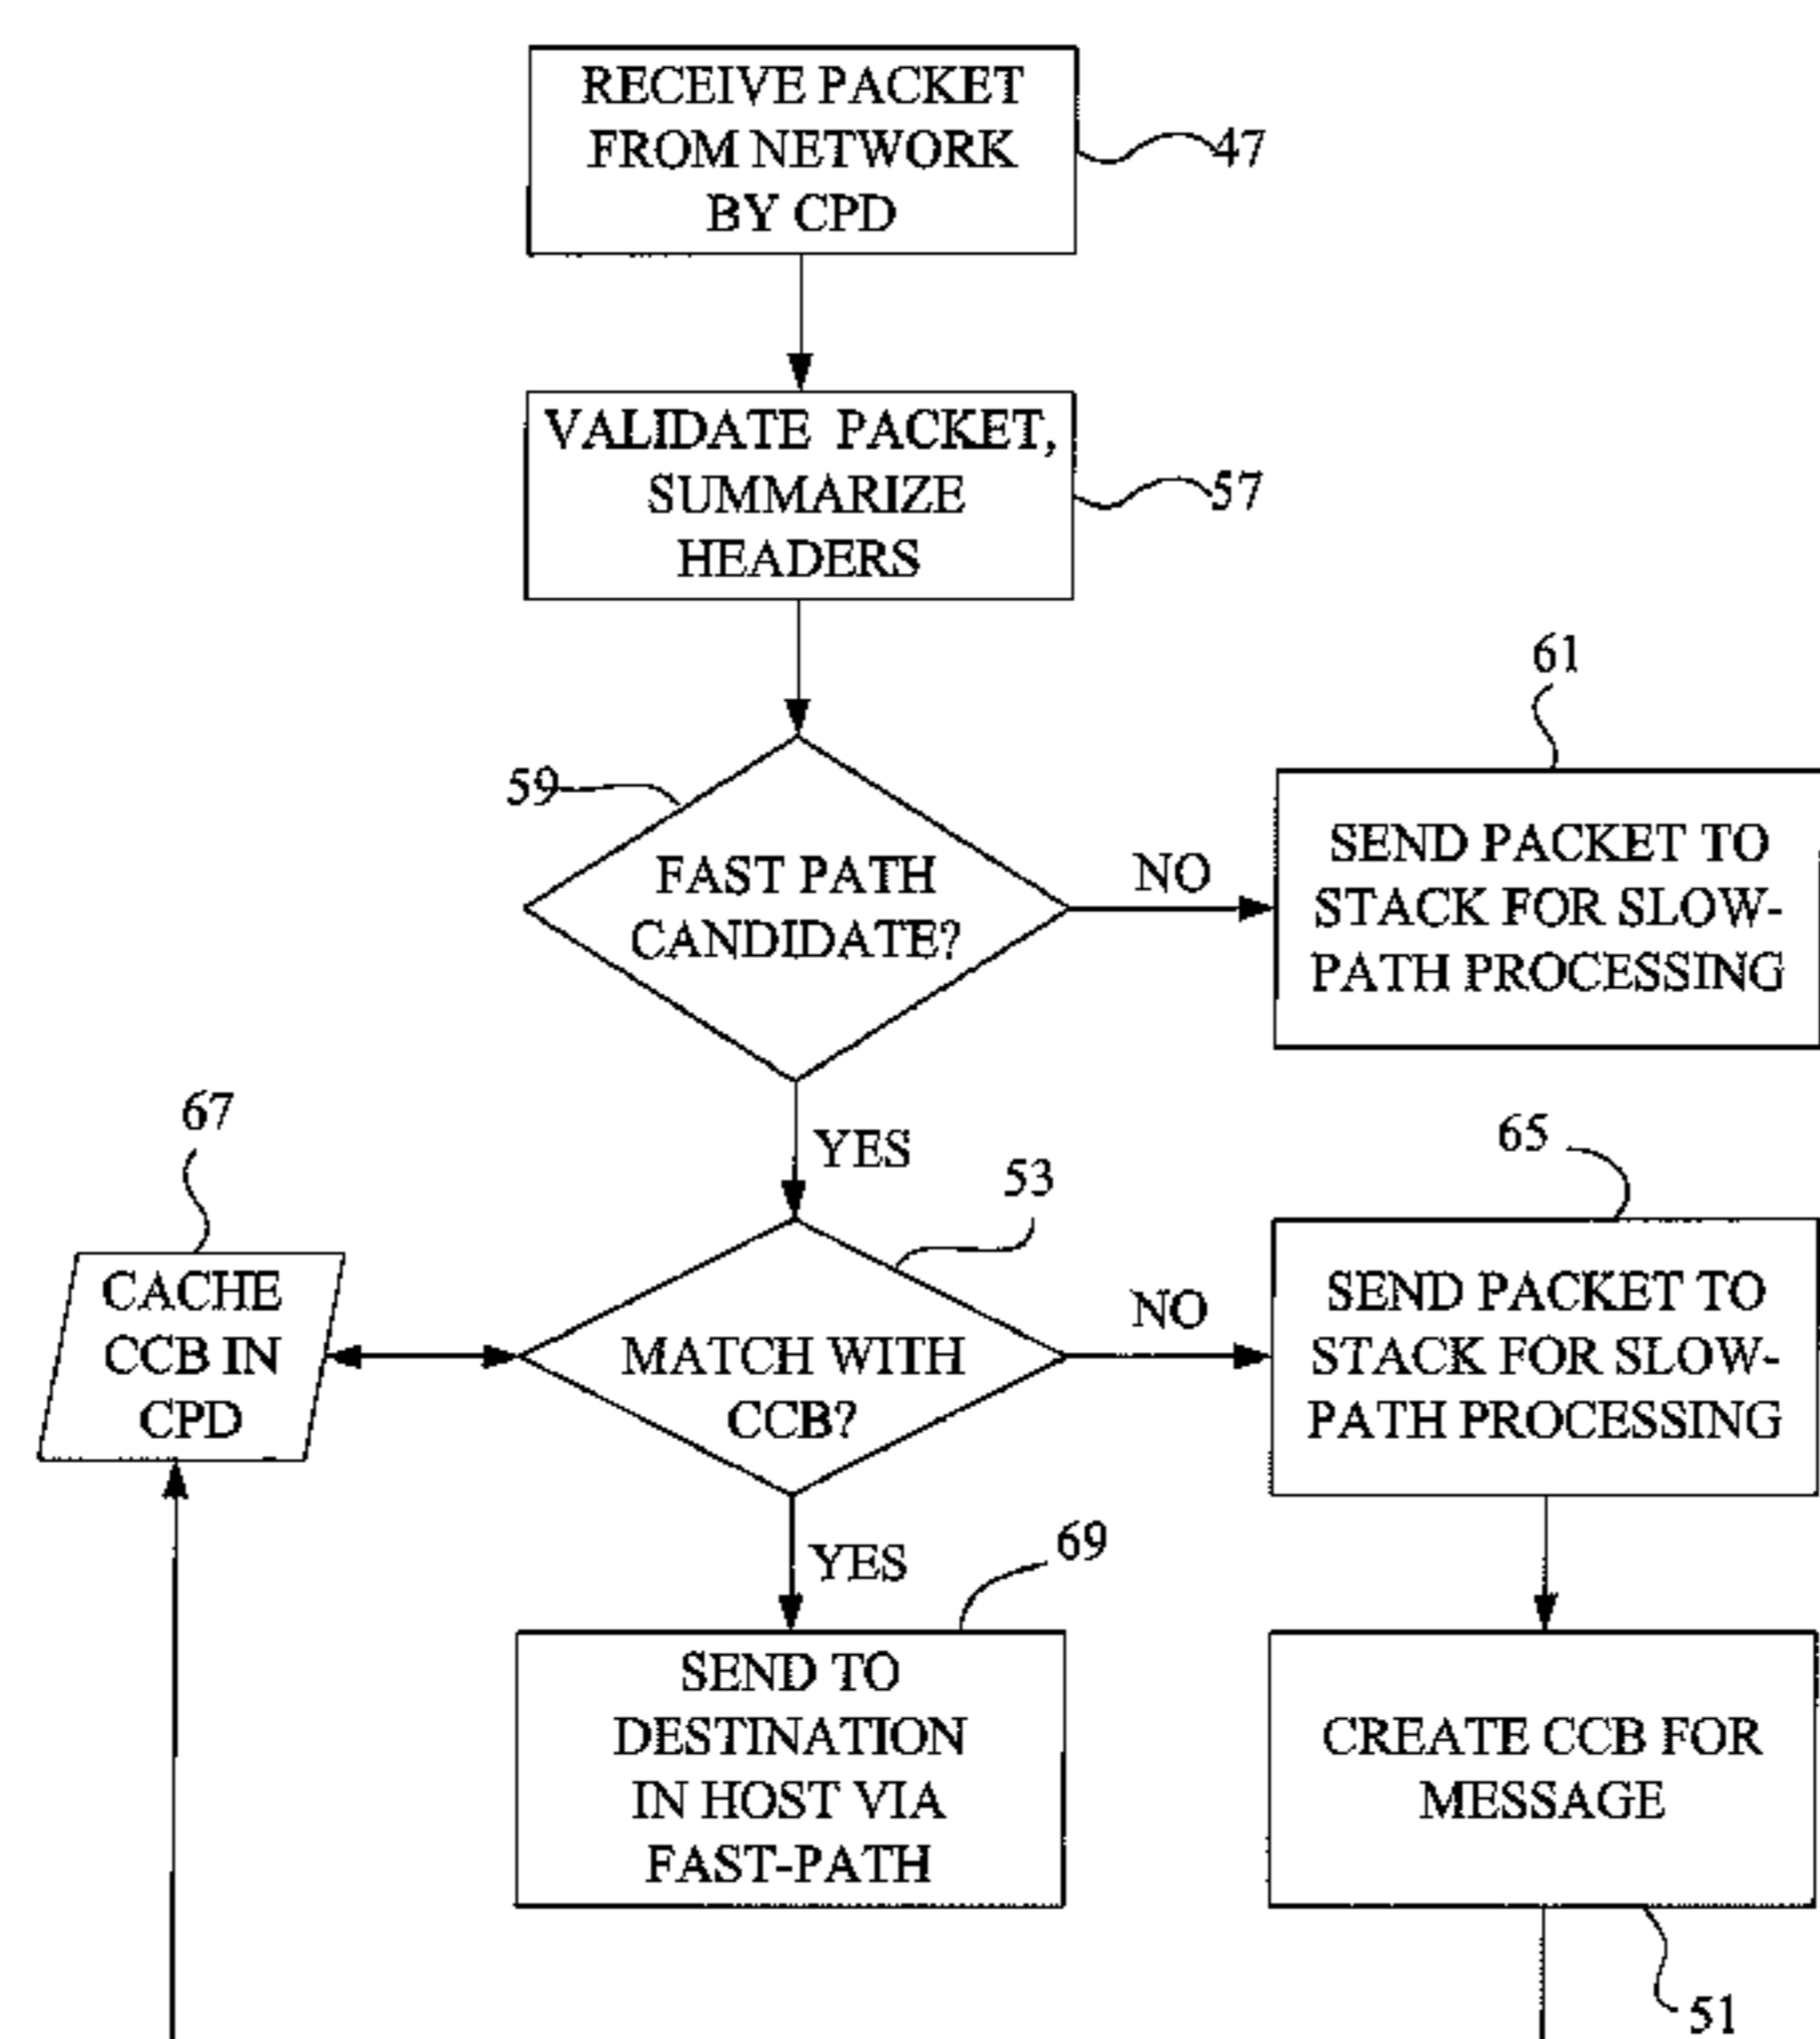 RECEIVE PACKET
FROM NETWORK
BY CPD
47
VALIDATE PACKET,
SUMMARIZE
HEADERS
57
59
FAST PATH
CANDIDATE?
NO
61
SEND PACKET TO
STACK FOR SLOW-
PATH PROCESSING
YES
67
CACHE
CCB IN
CPD
53
MATCH WITH
CCB?
NO
65
SEND PACKET TO
STACK FOR SLOW-
PATH PROCESSING
YES
69
SEND TO
DESTINATION
IN HOST VIA
FAST-PATH
CREATE CCB FOR
MESSAGE
51